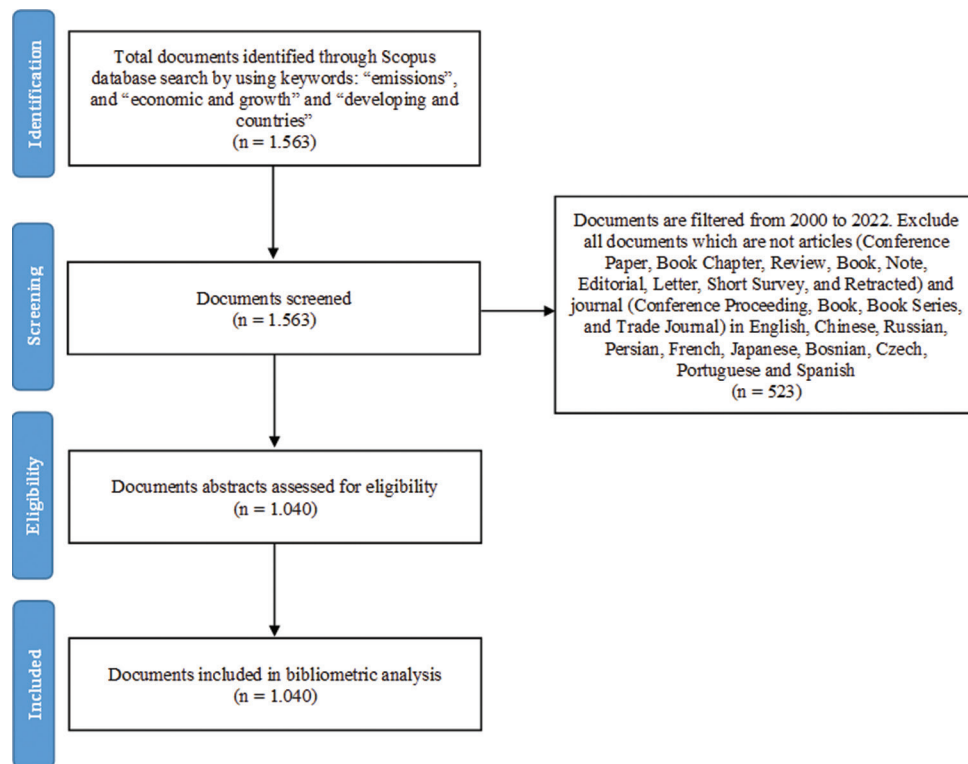 Identification
Total documents identified through Scopus
database search by using keywords: “emissions”,
and “economic and growth” and “developing and
countries”
(n = 1.563)
Screening
Documents screened
(n = 1.563)
Documents are filtered from 2000 to 2022. Exclude
all documents which are not articles (Conference
Paper, Book Chapter, Review, Book, Note,
Editorial, Letter, Short Survey, and Retracted) and
journal (Conference Proceeding, Book, Book Series,
and Trade Journal) in English, Chinese, Russian,
Persian, French, Japanese, Bosnian, Czech,
Portuguese and Spanish
(n = 523)
Eligibility
Documents abstracts assessed for eligibility
(n = 1.040)
Included
Documents included in bibliometric analysis
(n = 1.040)